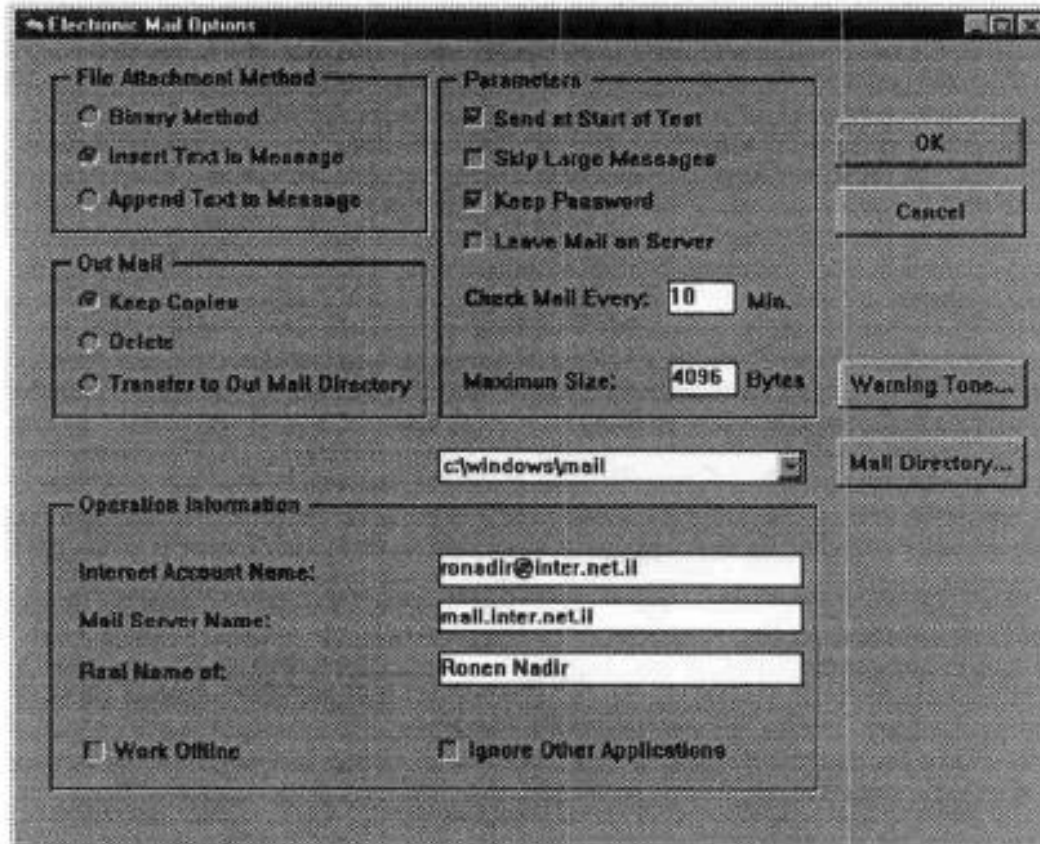 Electronic Mail Options
File Attachment Method
Binary Method
Insert Text in Message
Append Text to Message
Out Mail
Keep Copies
Delete
Transfer to Out Mail Directory
Parameters
Send at Start of Test
Skip Large Messages
Keep Password
Leave Mail on Server
Check Mail Every: 10 Min.
Maximun Size: 4096 Bytes
OK
Cancel
Warning Tone...
Mail Directory...
c:\windows\mail
Operation Information
Internet Account Name: ronadir@inter.net.il
Mail Server Name: mail.inter.net.il
Real Name of: Ronen Nadir
Work Offline
Ignore Other Applications